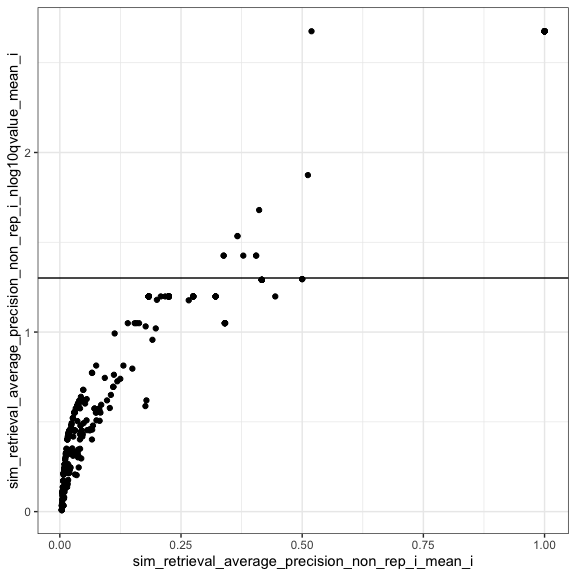 sim_retrieval_average_precision_non_rep_i_nlog10qvalue_mean_i
2
1
0
0.00 0.25 0.50 0.75 1.00
sim_retrieval_average_precision_non_rep_i_mean_i